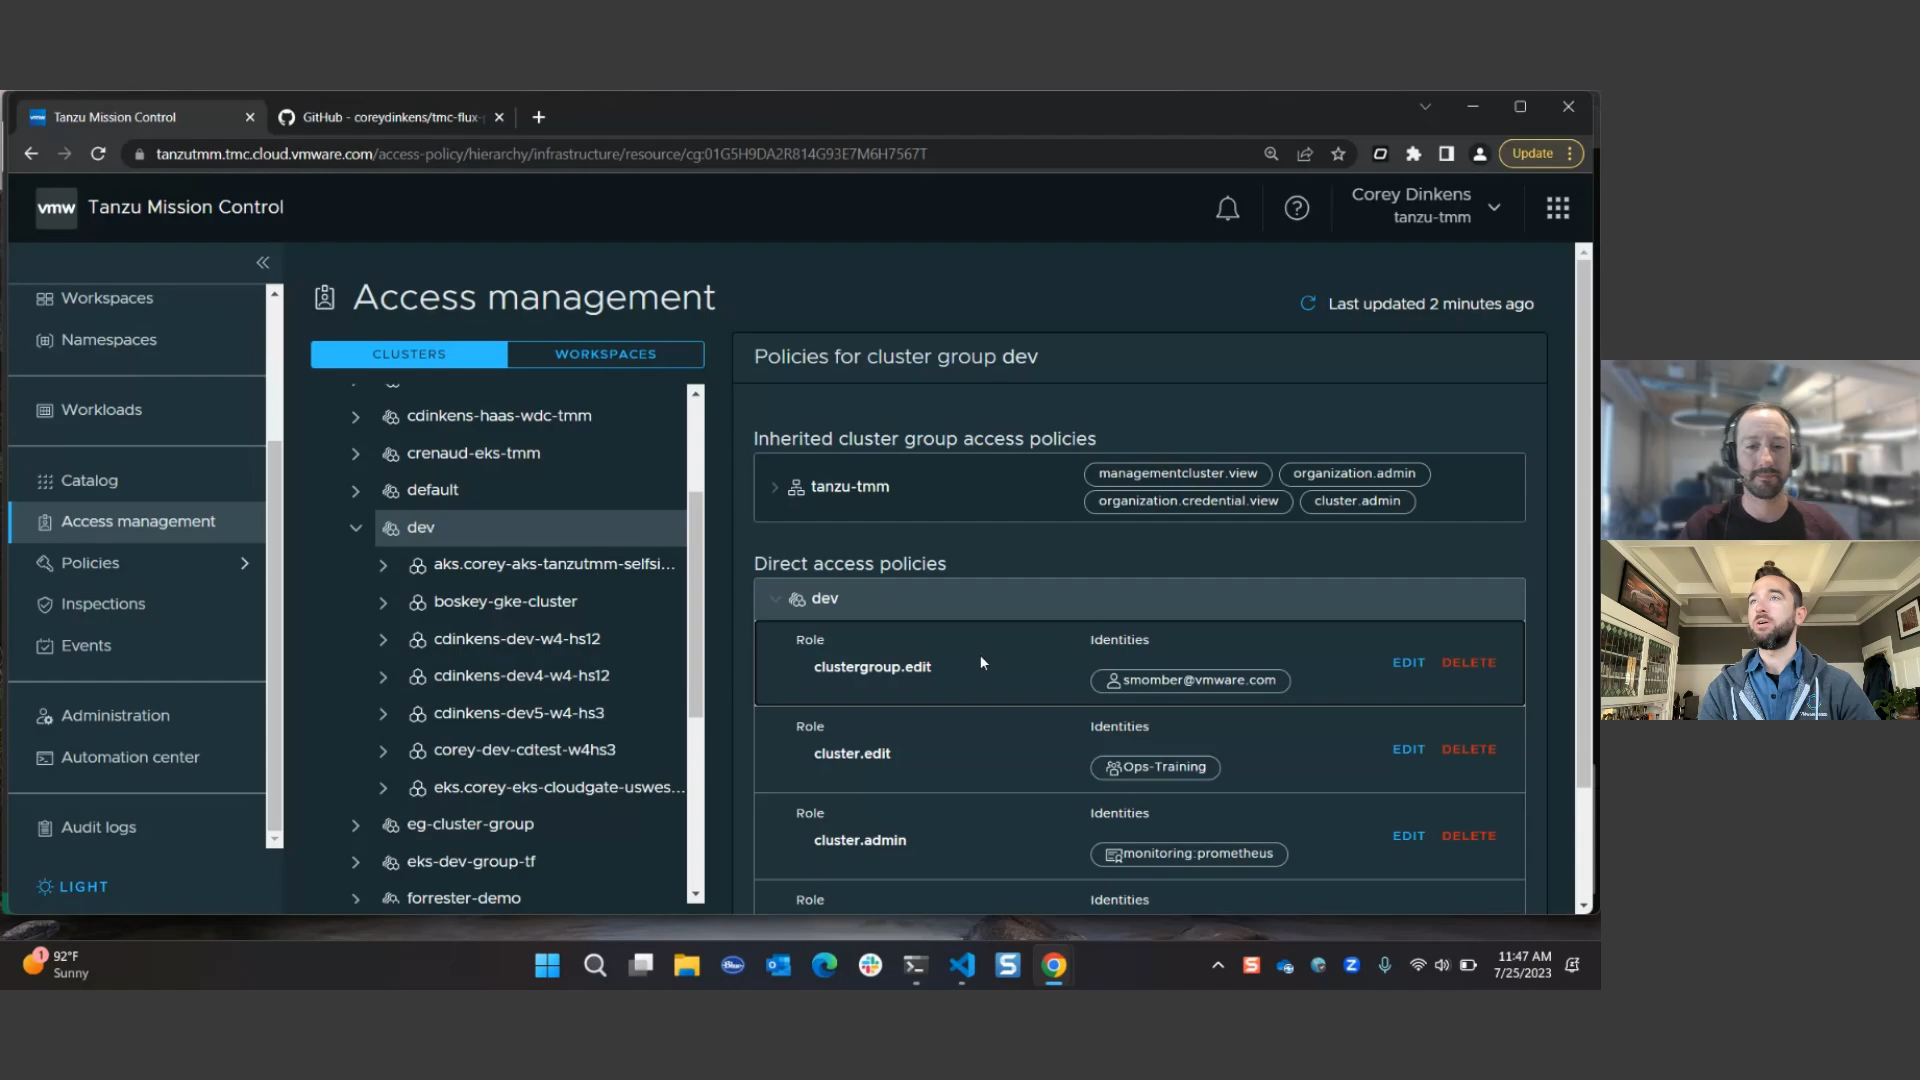 Tanzu Mission Control
GitHub - coreydinkens/tmc-flux-
tanzutmm.tmc.cloud.vmware.com/access-policy/hierarchy/infrastructure/resource/cg:01G5H9DA2R814G93E7M6H7567T
Update
vmw
Tanzu Mission Control
Corey Dinkens
tanzu-tmm
Workspaces
Namespaces
Workloads
Catalog
Access management
Policies
Inspections
Events
Administration
Automation center
Audit logs
LIGHT
Access management
Last updated 2 minutes ago
CLUSTERS
WORKSPACES
cdinkens-haas-wdc-tmm
crenaud-eks-tmm
default
dev
aks.corey-aks-tanzutmm-selfsi...
boskey-gke-cluster
cdinkens-dev-w4-hs12
cdinkens-dev4-w4-hs12
cdinkens-dev5-w4-hs3
corey-dev-cdtest-w4hs3
eks.corey-eks-cloudgate-uswes...
eg-cluster-group
eks-dev-group-tf
forrester-demo
Policies for cluster group dev
Inherited cluster group access policies
tanzu-tmm
managementcluster.view
organization.admin
organization.credential.view
cluster.admin
Direct access policies
dev
Role
Identities
clustergroup.edit
smomber@vmware.com
EDIT
DELETE
Role
Identities
cluster.edit
Ops-Training
EDIT
DELETE
Role
Identities
cluster.admin
monitoring:prometheus
EDIT
DELETE
Role
Identities
1
92°F
Sunny
11:47 AM
7/25/2023